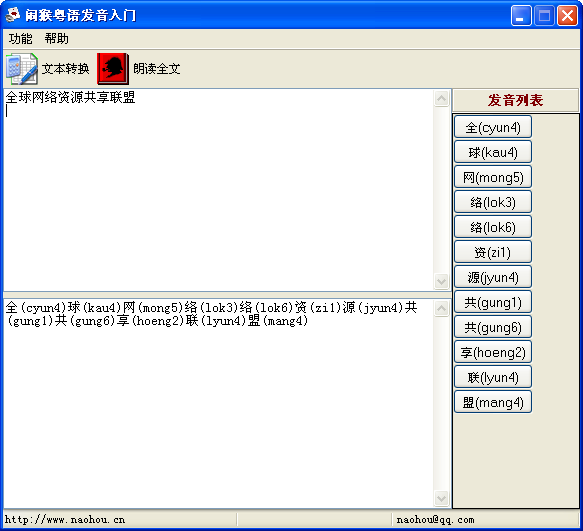 闹猴粤语发音入门
功能 帮助
文本转换 朗读全文
全球网络资源共享联盟
发音列表
全(cyun4)
球(kau4)
网(mong5)
络(lok3)
络(lok6)
资(zi1)
源(jyun4)
共(gung1)
共(gung6)
享(hoeng2)
联(lyun4)
盟(mang4)
全(cyun4)球(kau4)网(mong5)络(lok3)络(lok6)资(zi1)源(jyun4)共
(gung1)共(gung6)享(hoeng2)联(lyun4)盟(mang4)
http://www.naohou.cn naohou@qq.com